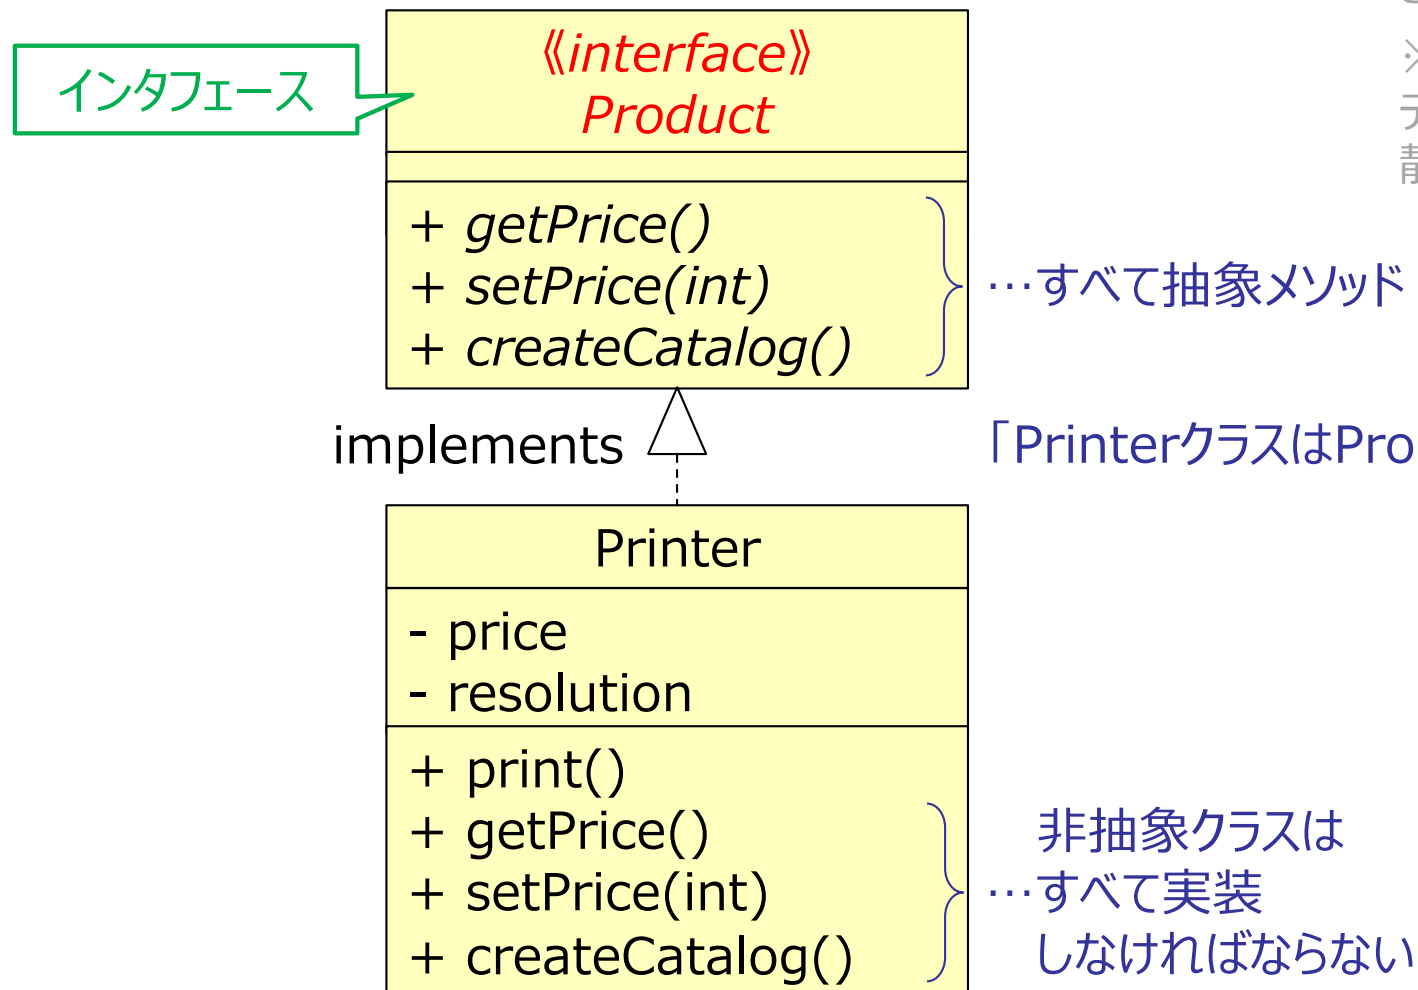 《interface》
インタフェース
Product
※
+ getPrice()
+ setPrice(int)
+ createCatalog()
…すべて抽象メソッド
implements
「PrinterクラスはPro
Printer
- price
- resolution
+ print()
+ getPrice()
+ setPrice(int)
+ createCatalog()
非抽象クラスは
…すべて実装
しなければならない